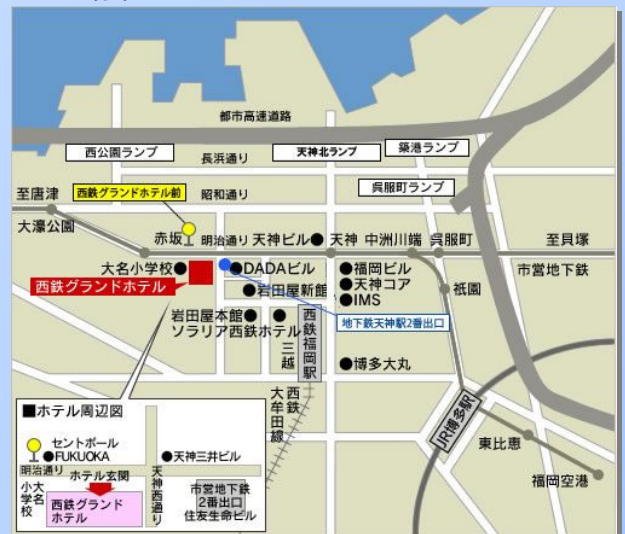 都市高速道路
西公園ランプ
天神北ランプ
築港ランプ
長浜通り
呉服町ランプ
至唐津
西鉄グランドホテル前
昭和通り
大濠公園
赤坂
明治通り
天神ビル
天神
中洲川端
呉服町
至貝塚
大名小学校
DADAビル
福岡ビル
市営地下鉄
西鉄グランドホテル
岩田屋新館
天神コア
祇園
IMS
岩田屋本館
地下鉄天神駅2番出口
ソラリア西鉄ホテル
西鉄福岡駅
三越
博多大丸
西鉄
大牟田線
JR博多駅
東比恵
福岡空港
■ホテル周辺図
セントポール
FUKUOKA
天神三井ビル
明治通り
ホテル玄関
天神西通り
大名
小学校
西鉄グランド
ホテル
市営地下鉄
2番出口
住友生命ビル